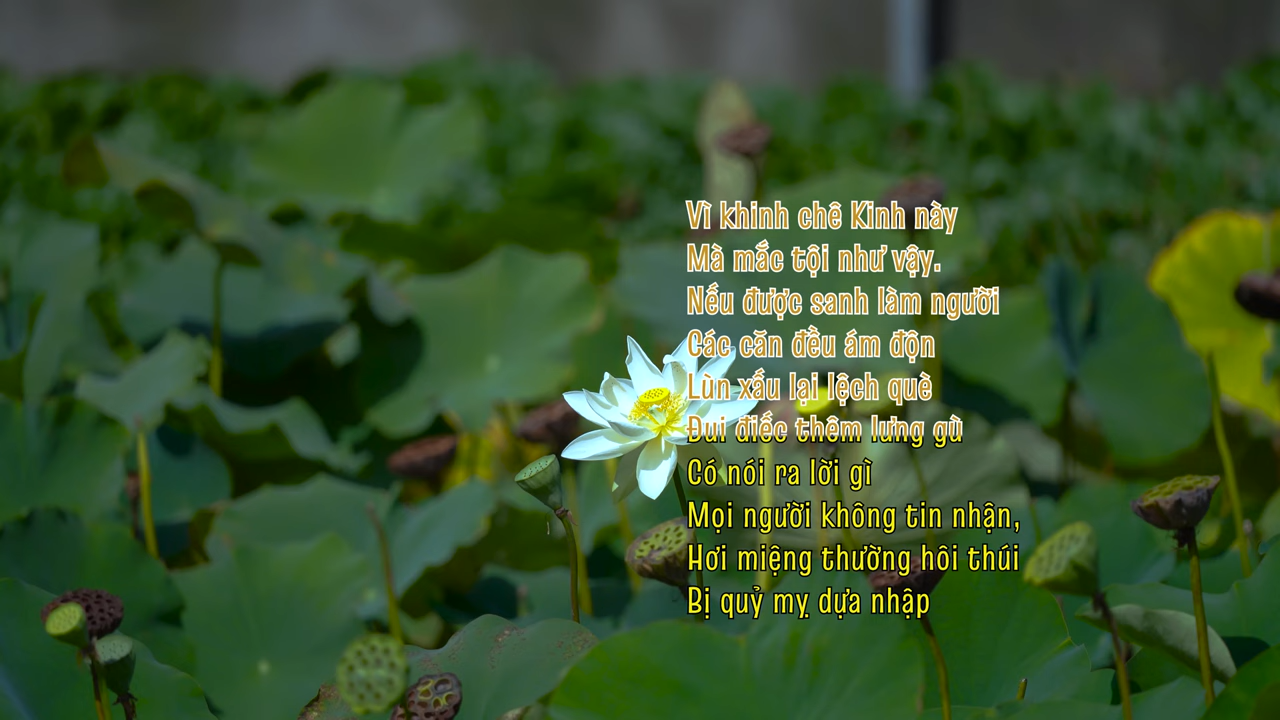 Vì khinh chê Kinh này
Mà mắc tội như vậy.
Nếu được sanh làm người
Các căn đều ám độn
Lùn xấu lại lệch què
Đui điếc thêm lưng gù
Có nói ra lời gì
Mọi người không tin nhận,
Hơi miệng thường hôi thúi
Bị quỷ mỵ dựa nhập